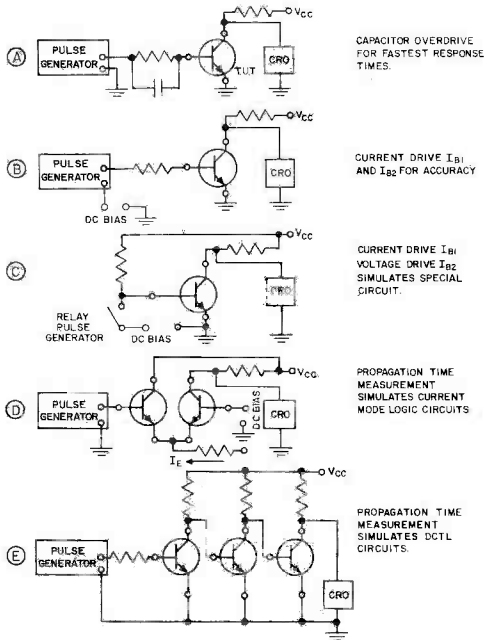 VCC
A
PULSE
GENERATOR
T.U.T
CRO
CAPACITOR OVERDRIVE
FOR FASTEST RESPONSE
TIMES.
VCC
B
PULSE
GENERATOR
DC BIAS
CRO
CURRENT DRIVE IB1
AND IB2 FOR ACCURACY
VCC
C
RELAY
PULSE
GENERATOR
DC BIAS
CRO
CURRENT DRIVE IB1
VOLTAGE DRIVE IB2
SIMULATES SPECIAL
CIRCUIT.
VCC
D
PULSE
GENERATOR
DC BIAS
CRO
IE
PROPAGATION TIME
MEASUREMENT
SIMULATES CURRENT
MODE LOGIC CIRCUITS
VCC
E
PULSE
GENERATOR
CRO
PROPAGATION TIME
MEASUREMENT
SIMULATES DCTL
CIRCUITS.